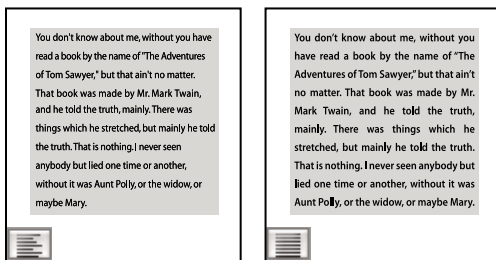 You don't know about me, without you have
read a book by the name of "The Adventures
of Tom Sawyer," but that ain't no matter.
That book was made by Mr. Mark Twain,
and he told the truth, mainly. There was
things which he stretched, but mainly he told
the truth. That is nothing. I never seen
anybody but lied one time or another,
without it was Aunt Polly, or the widow, or
maybe Mary.
You don't know about me, without you
have read a book by the name of “The
Adventures of Tom Sawyer,” but that ain't
no matter. That book was made by Mr.
Mark Twain, and he told the truth,
mainly. There was things which he
stretched, but mainly he told the truth.
That is nothing. I never seen anybody but
lied one time or another, without it was
Aunt Polly, or the widow, or maybe Mary.